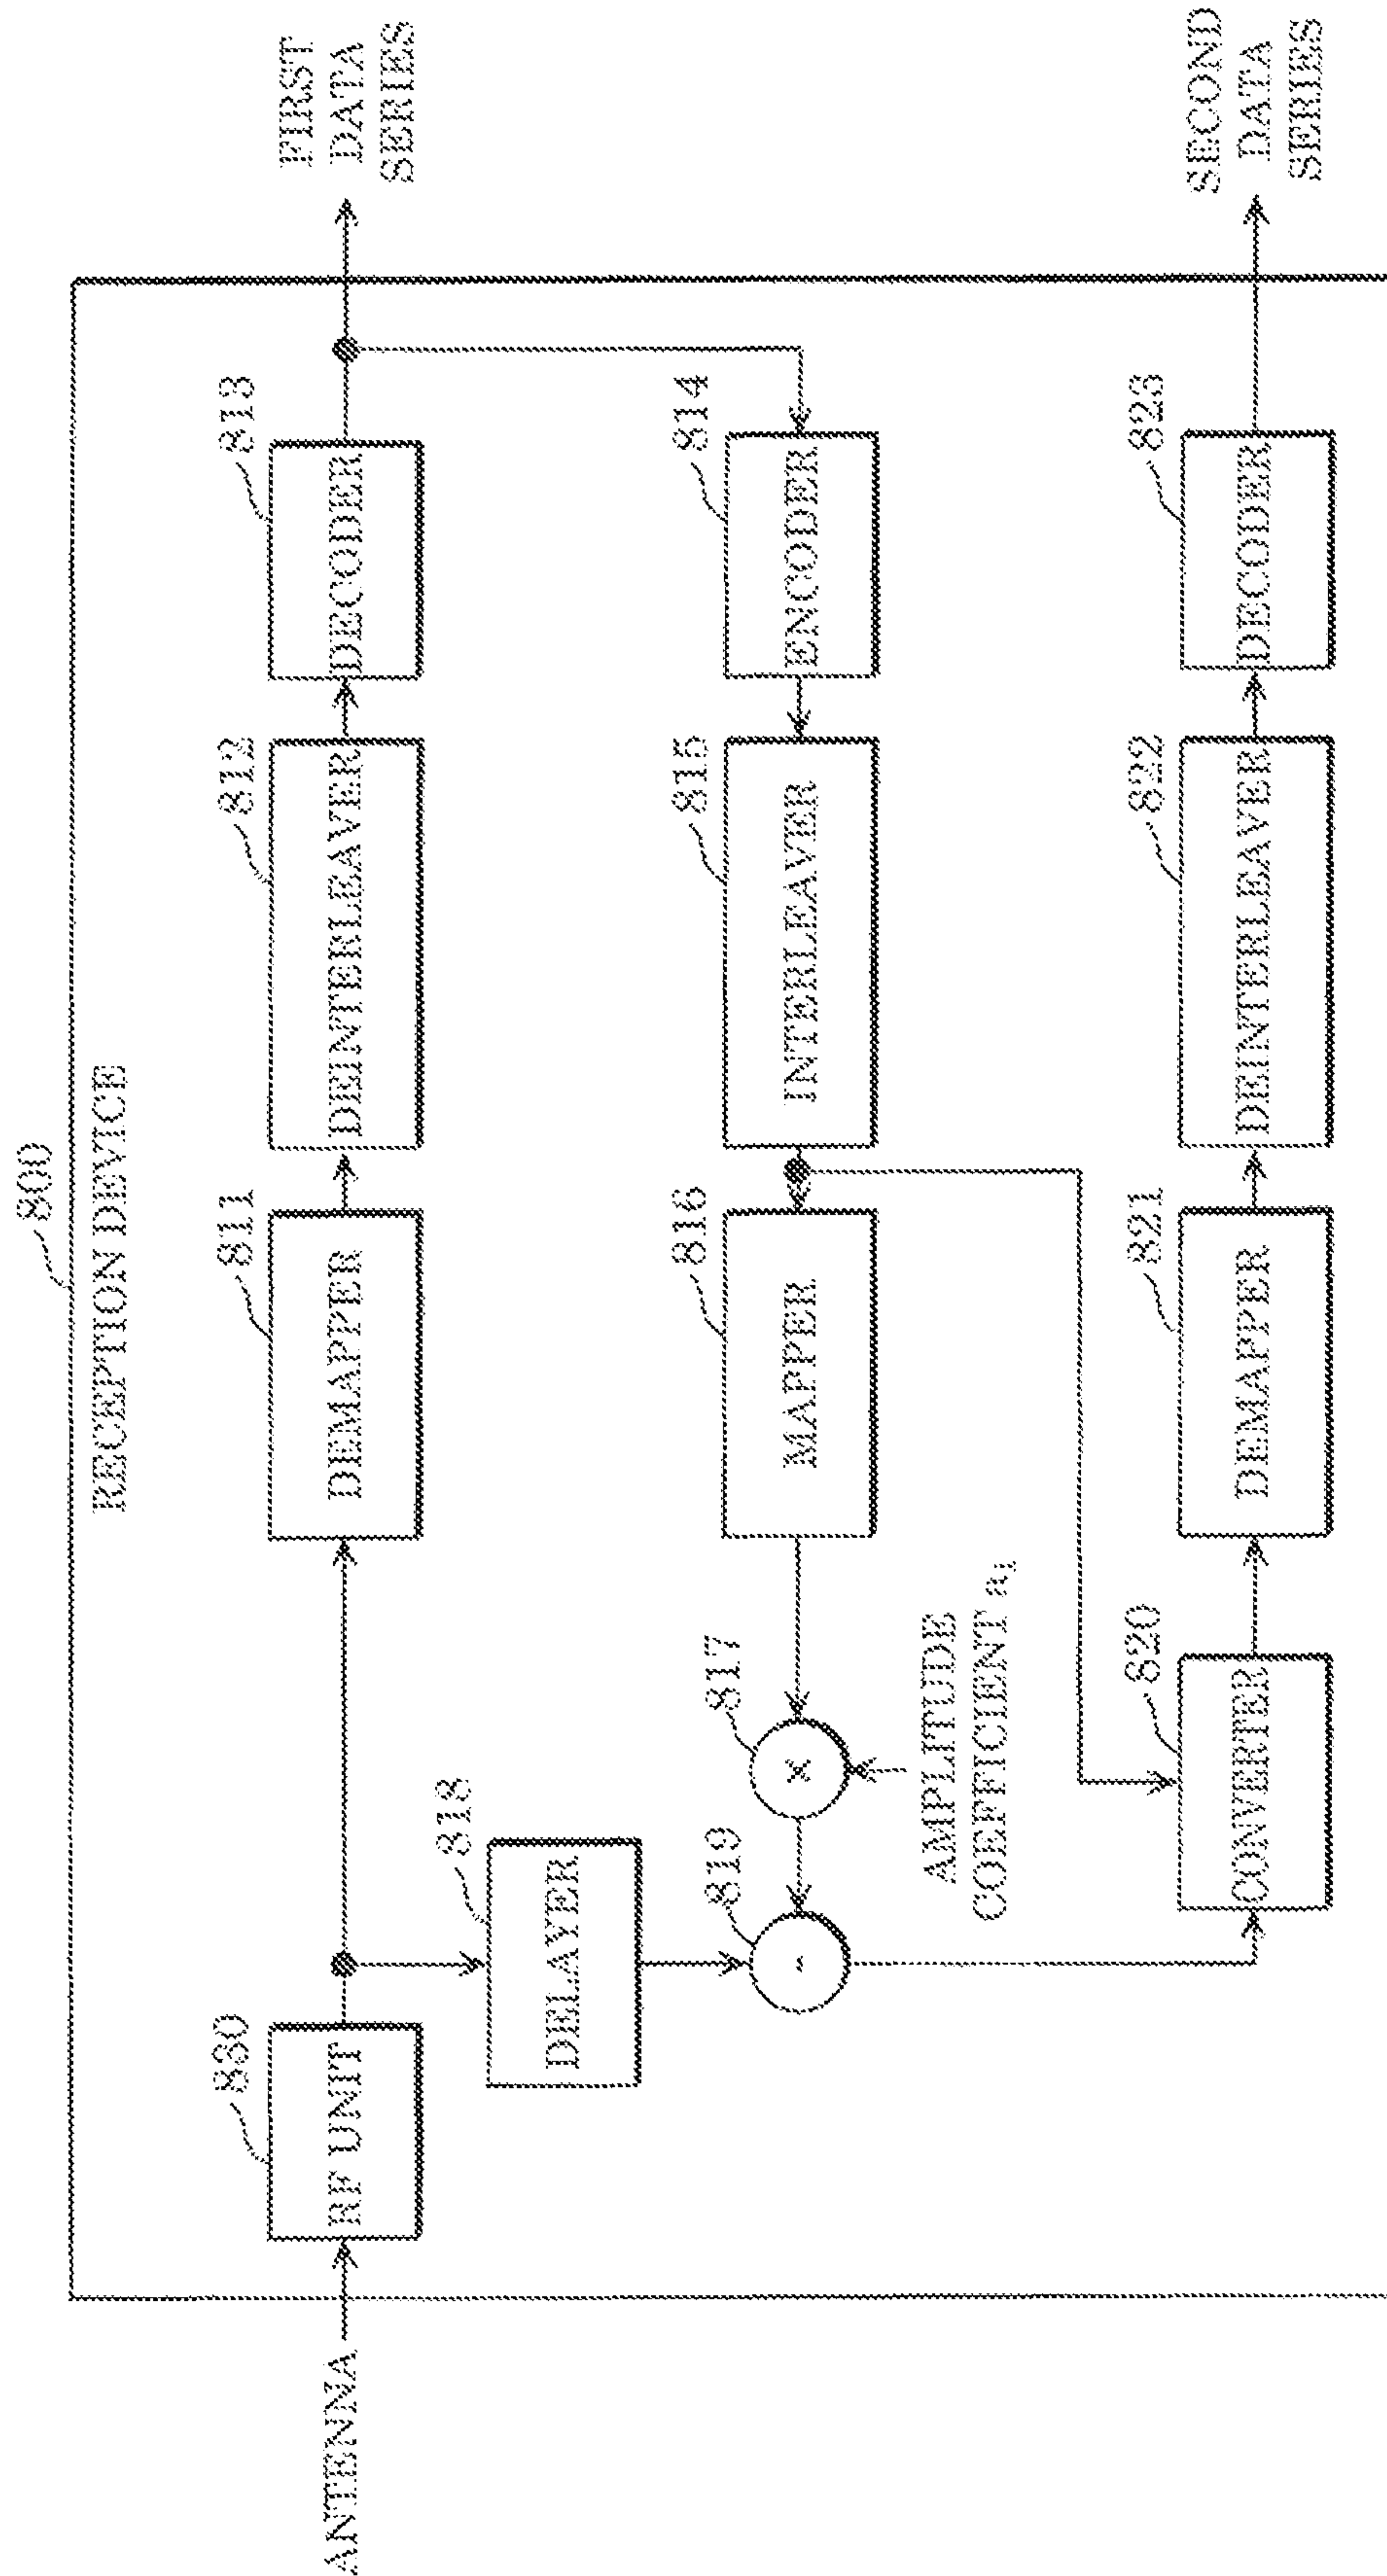 800
RECEPTION DEVICE
ANTENNA
830
RF UNIT
811
DEMAPPER
812
DEINTERLEAVER
813
DECODER
FIRST
DATA
SERIES
818
DELAYER
819
-
817
×
AMPLITUDE
COEFFICIENT a₁
816
MAPPER
815
INTERLEAVER
814
ENCODER
820
CONVERTER
821
DEMAPPER
822
DEINTERLEAVER
823
DECODER
SECOND
DATA
SERIES